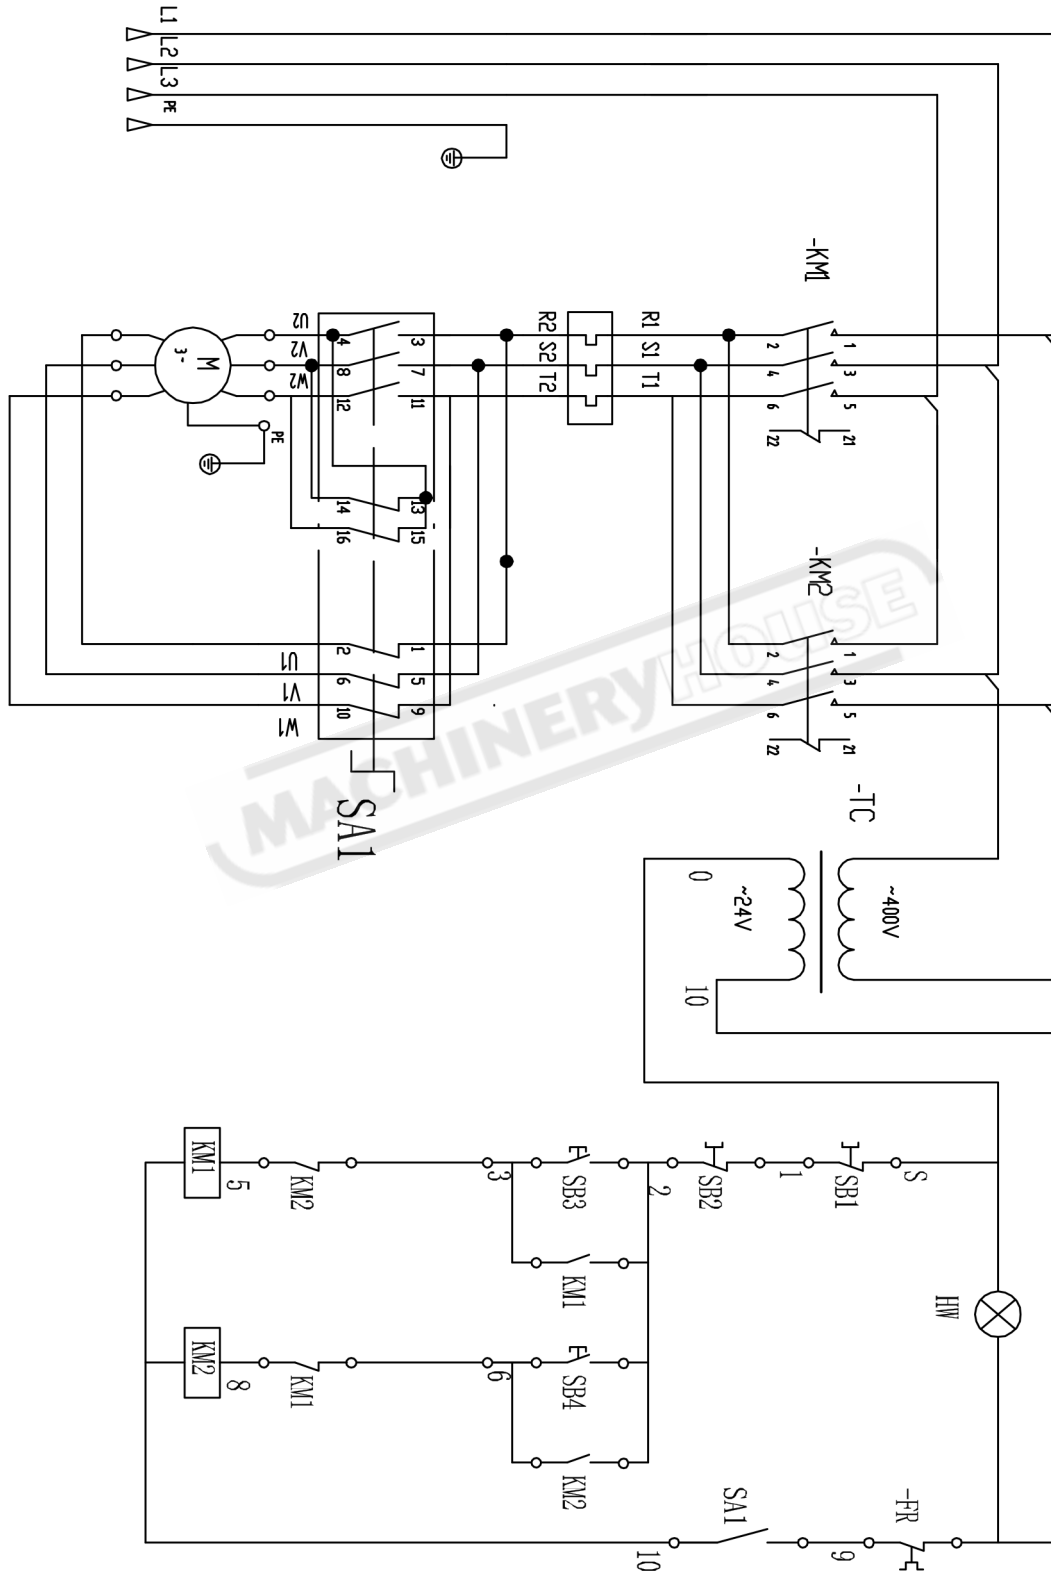 L1
L2
L3
PE
-KM1
U2
V2
W2
4
8
12
3
7
11
R2 S2 T2
R1 S1 T1
2
4
6
1
3
5
22
21
M
3~
PE
14
16
13
15
-KM2
2
6
10
1
5
9
U1
V1
W1
2
4
6
1
3
5
22
21
SA1
-TC
0
~24V
~400V
10
MACHINERYHOUSE
KM1
5
KM2
3
SB3
2
SB2
1
SB1
S
KM1
HW
KM2
8
KM1
6
SB4
KM2
SA1
-FR
10
9